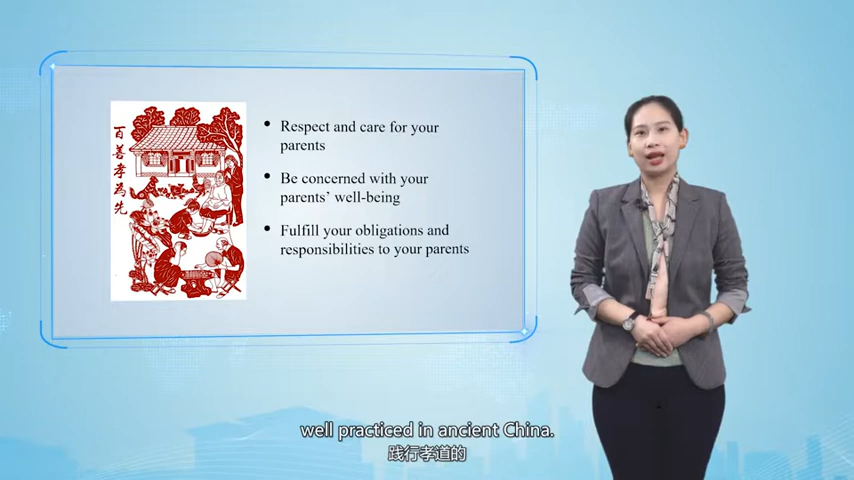 百善孝為先
• Respect and care for your
parents
• Be concerned with your
parents’ well-being
• Fulfill your obligations and
responsibilities to your parents
well practiced in ancient China.
践行孝道的